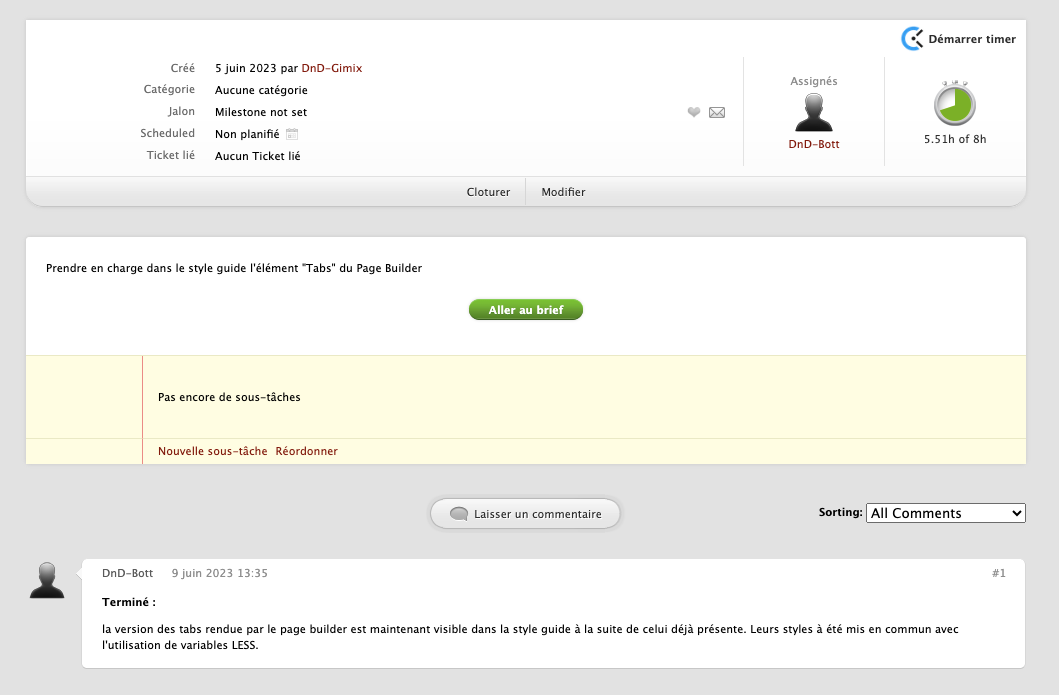 Démarrer timer
Créé 5 juin 2023 par DnD-Gimix
Catégorie Aucune catégorie
Jalon Milestone not set
Scheduled Non planifié
Ticket lié Aucun Ticket lié
Assignés
DnD-Bott
5.51h of 8h
Cloturer Modifier
Prendre en charge dans le style guide l'élément "Tabs" du Page Builder
Aller au brief
Pas encore de sous-tâches
Nouvelle sous-tâche Réordonner
Laisser un commentaire
Sorting: All Comments
DnD-Bott 9 juin 2023 13:35 #1
Terminé :
la version des tabs rendue par le page builder est maintenant visible dans la style guide à la suite de celui déjà présente. Leurs styles à été mis en commun avec
l'utilisation de variables LESS.